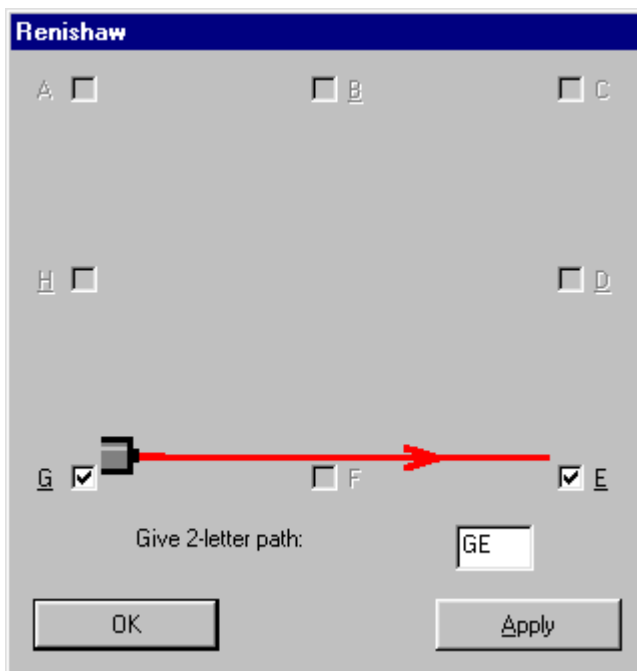 Renishaw
A B C
H D
G F E
Give 2-letter path: GE
OK Apply